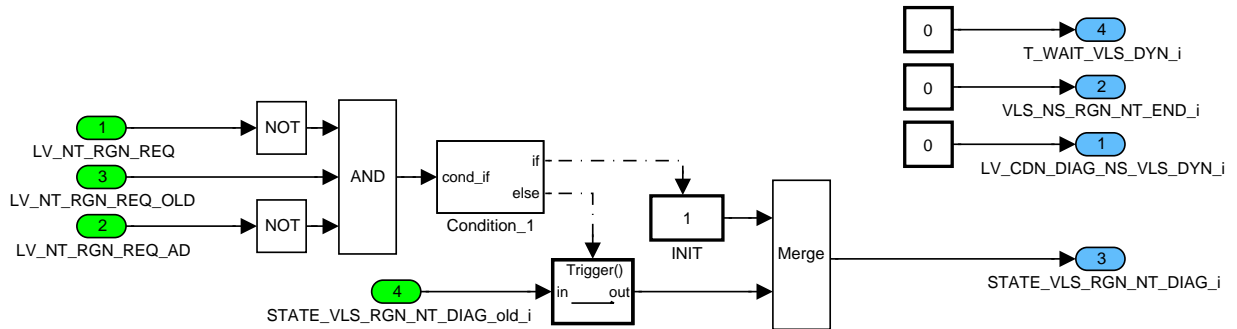 0
4
T_WAIT_VLS_DYN_i
0
2
VLS_NS_RGN_NT_END_i
1
LV_NT_RGN_REQ
NOT
0
1
LV_CDN_DIAG_NS_VLS_DYN_i
3
LV_NT_RGN_REQ_OLD
AND
cond_if
if
else
Condition_1
2
LV_NT_RGN_REQ_AD
NOT
1
INIT
Merge
3
STATE_VLS_RGN_NT_DIAG_i
4
STATE_VLS_RGN_NT_DIAG_old_i
Trigger()
in
out